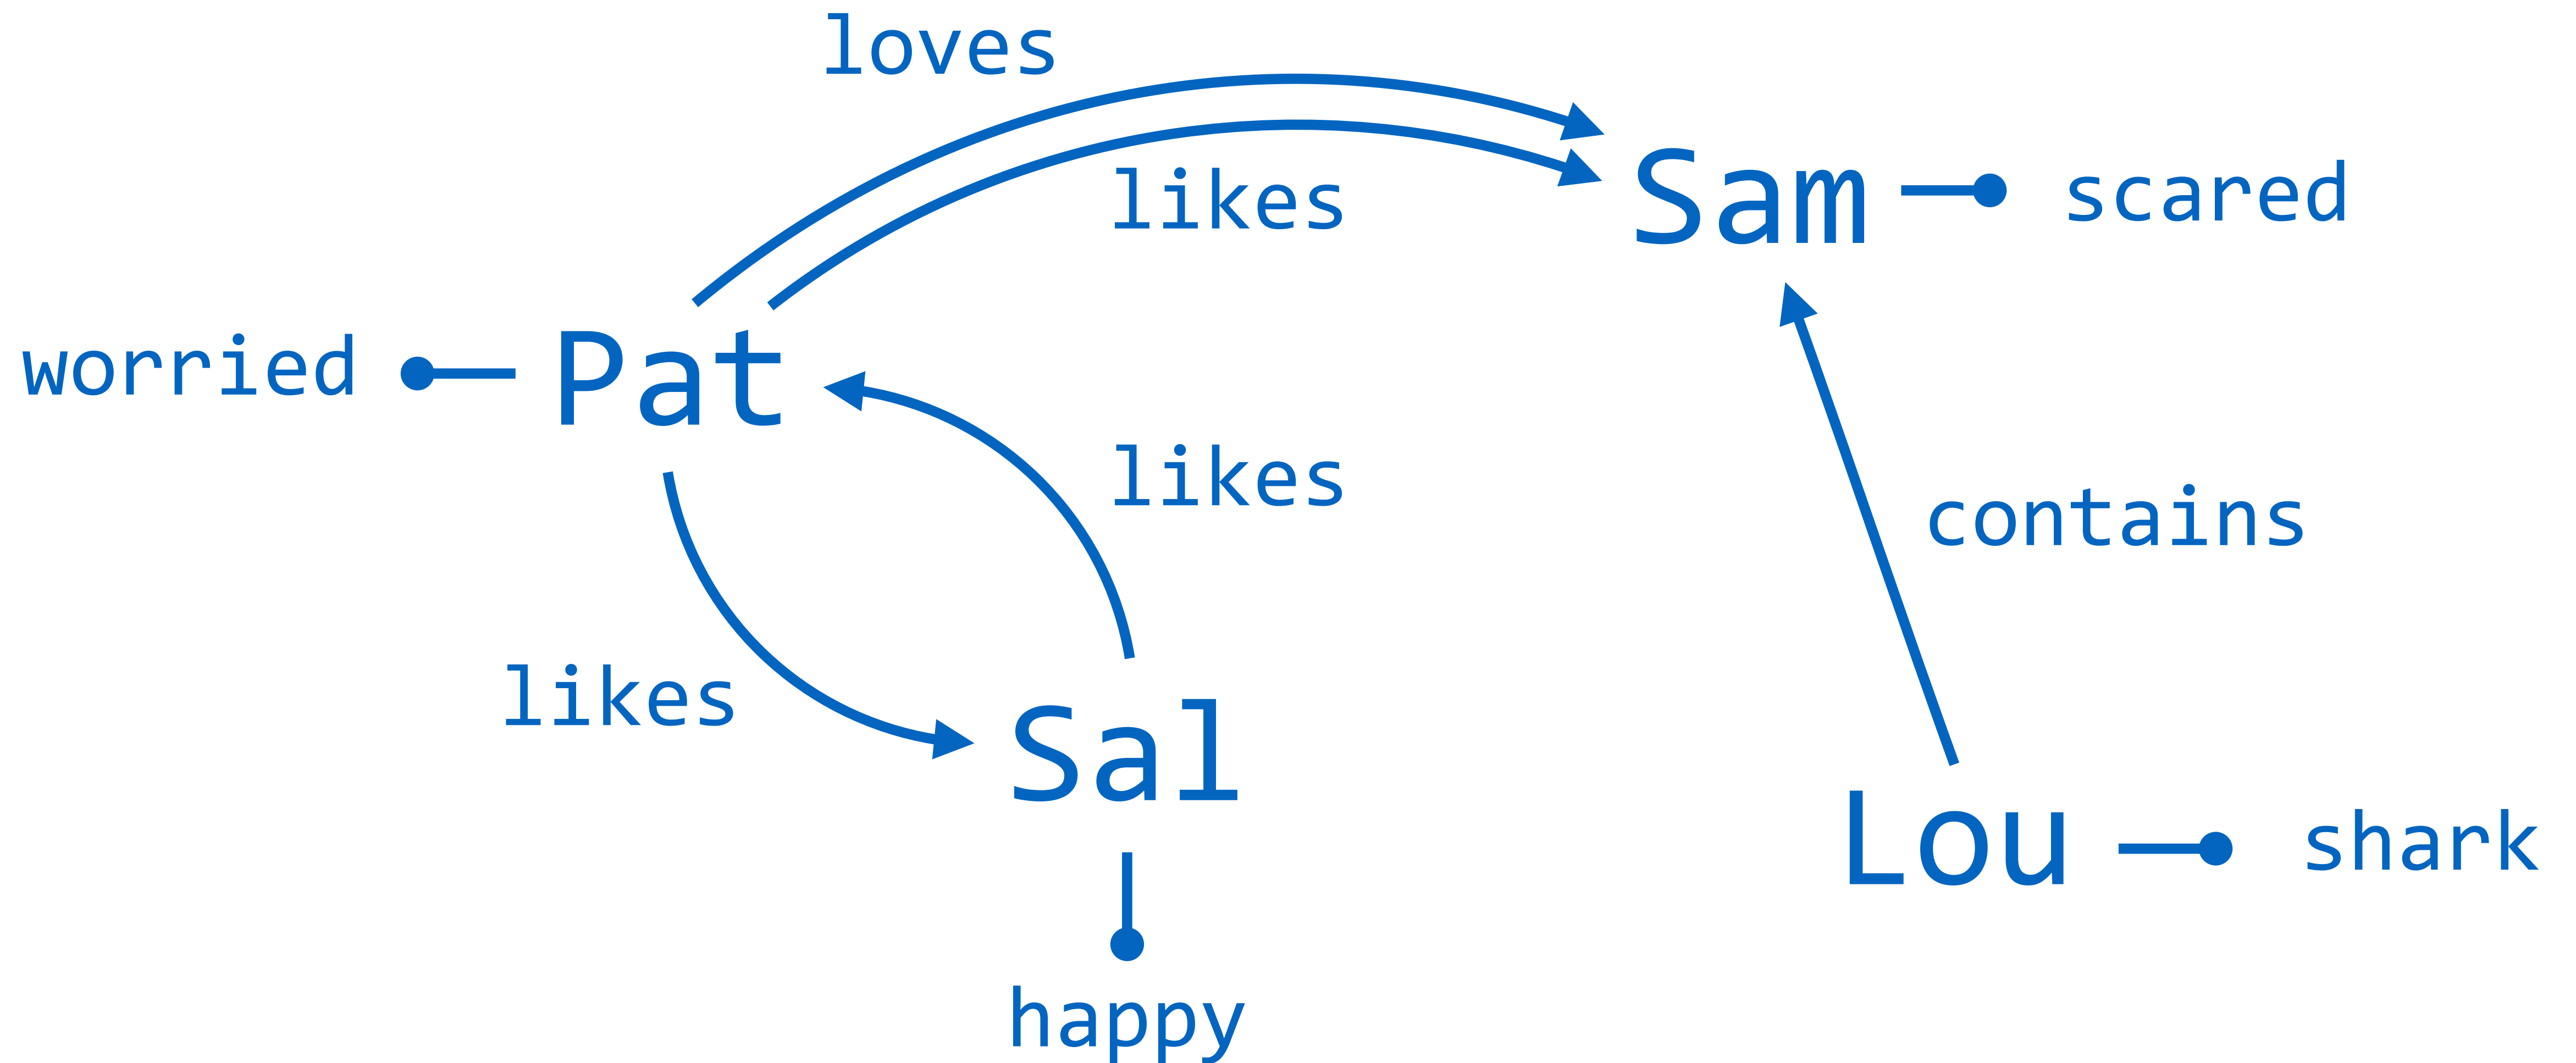 loves
likes
Sam
scared
worried
Pat
likes
contains
likes
Sal
Lou
shark
happy